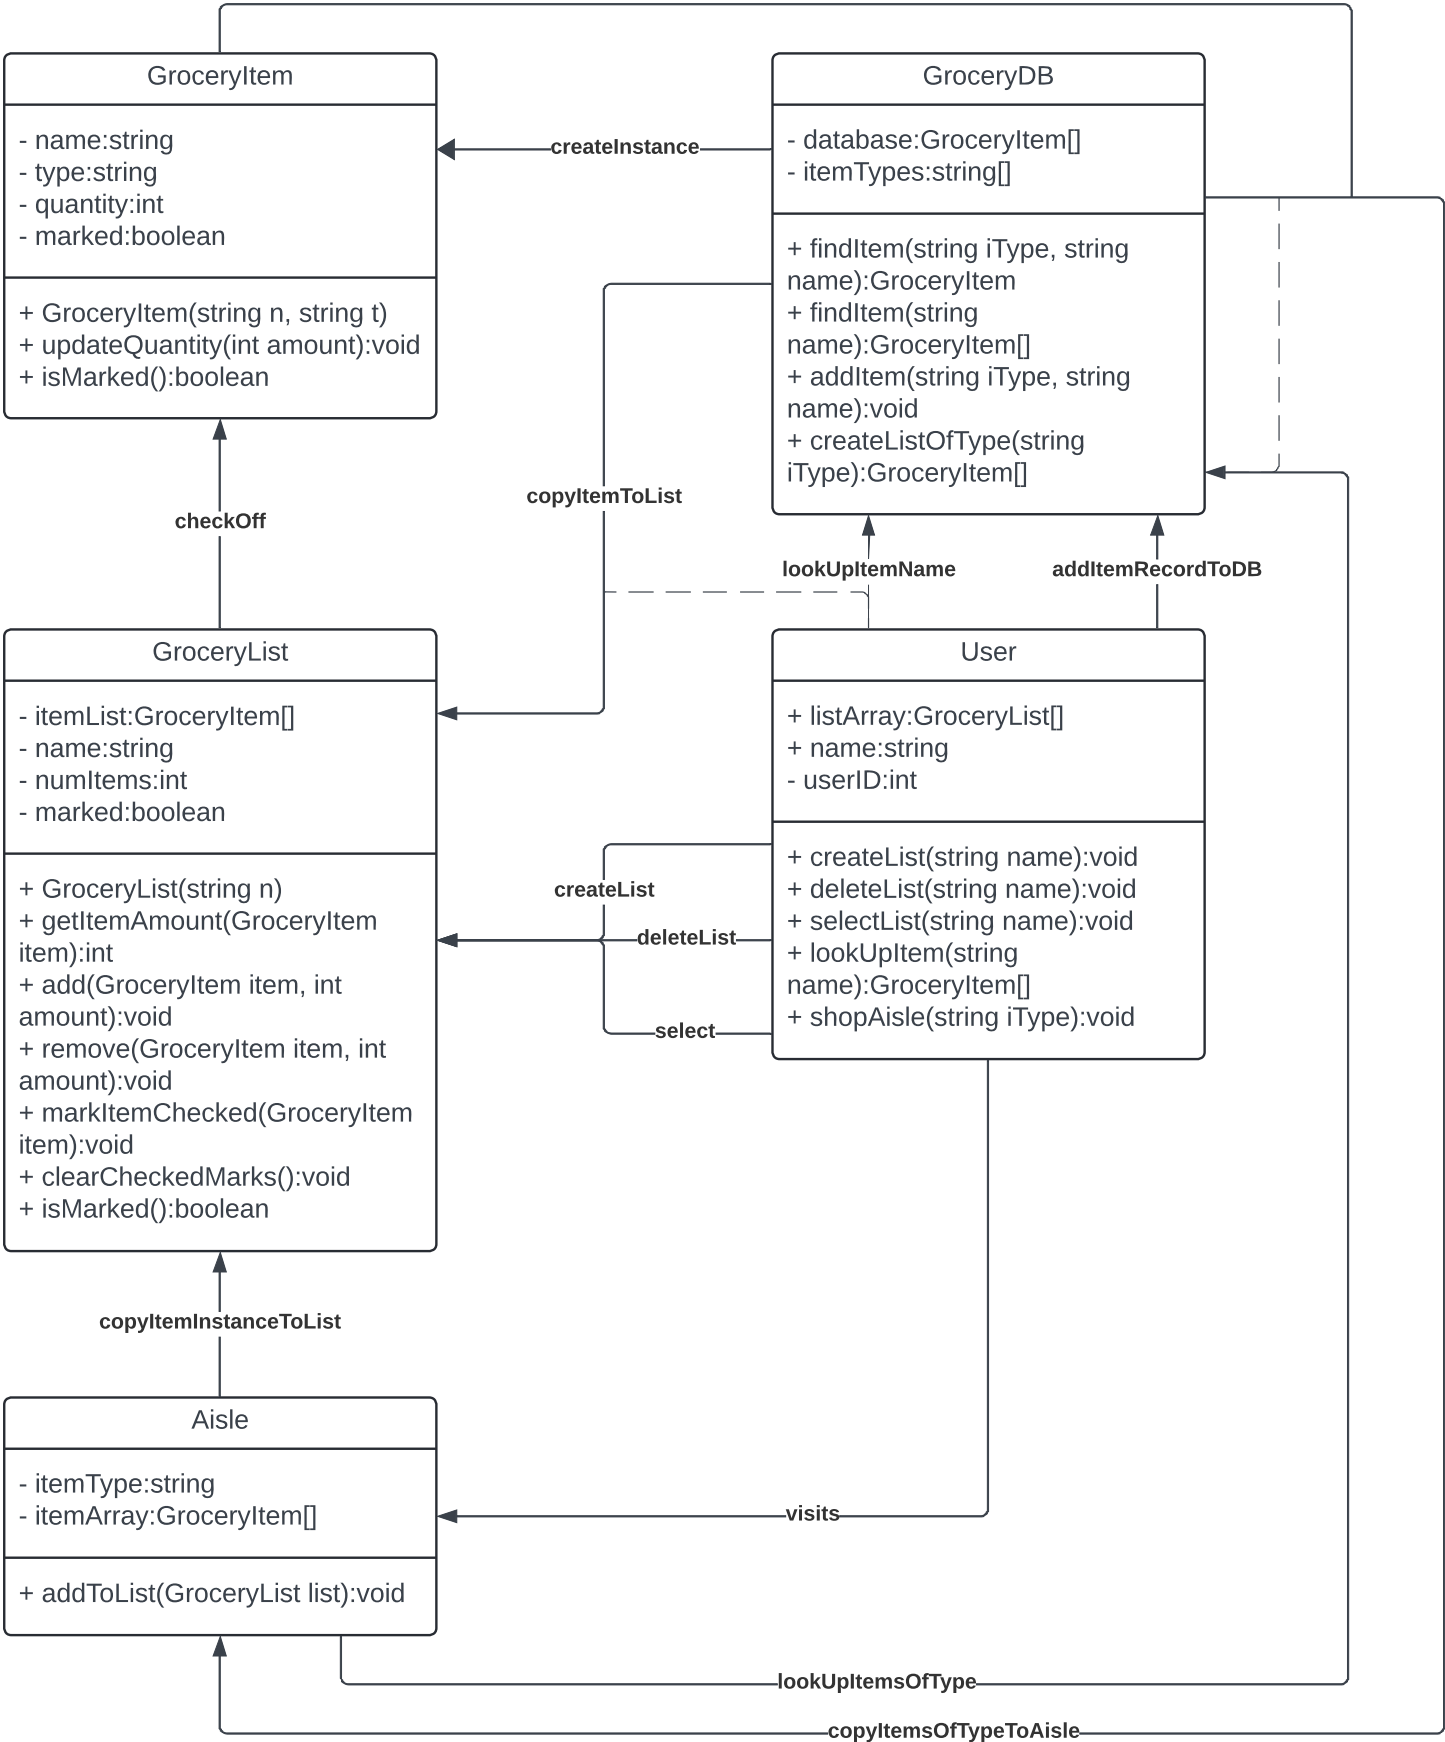 GroceryItem
- name:string
- type:string
- quantity:int
- marked:boolean
+ GroceryItem(string n, string t)
+ updateQuantity(int amount):void
+ isMarked():boolean
createInstance
GroceryDB
- database:GroceryItem[]
- itemTypes:string[]
+ findItem(string iType, string
name):GroceryItem
+ findItem(string
name):GroceryItem[]
+ addItem(string iType, string
name):void
+ createListOfType(string
iType):GroceryItem[]
copyItemToList
checkOff
lookUpItemName
addItemRecordToDB
GroceryList
- itemList:GroceryItem[]
- name:string
- numItems:int
- marked:boolean
+ GroceryList(string n)
+ getItemAmount(GroceryItem
item):int
+ add(GroceryItem item, int
amount):void
+ remove(GroceryItem item, int
amount):void
+ markItemChecked(GroceryItem
item):void
+ clearCheckedMarks():void
+ isMarked():boolean
User
+ listArray:GroceryList[]
+ name:string
- userID:int
+ createList(string name):void
+ deleteList(string name):void
+ selectList(string name):void
+ lookUpItem(string
name):GroceryItem[]
+ shopAisle(string iType):void
createList
deleteList
select
copyItemInstanceToList
Aisle
- itemType:string
- itemArray:GroceryItem[]
+ addToList(GroceryList list):void
visits
lookUpItemsOfType
copyItemsOfTypeToAisle